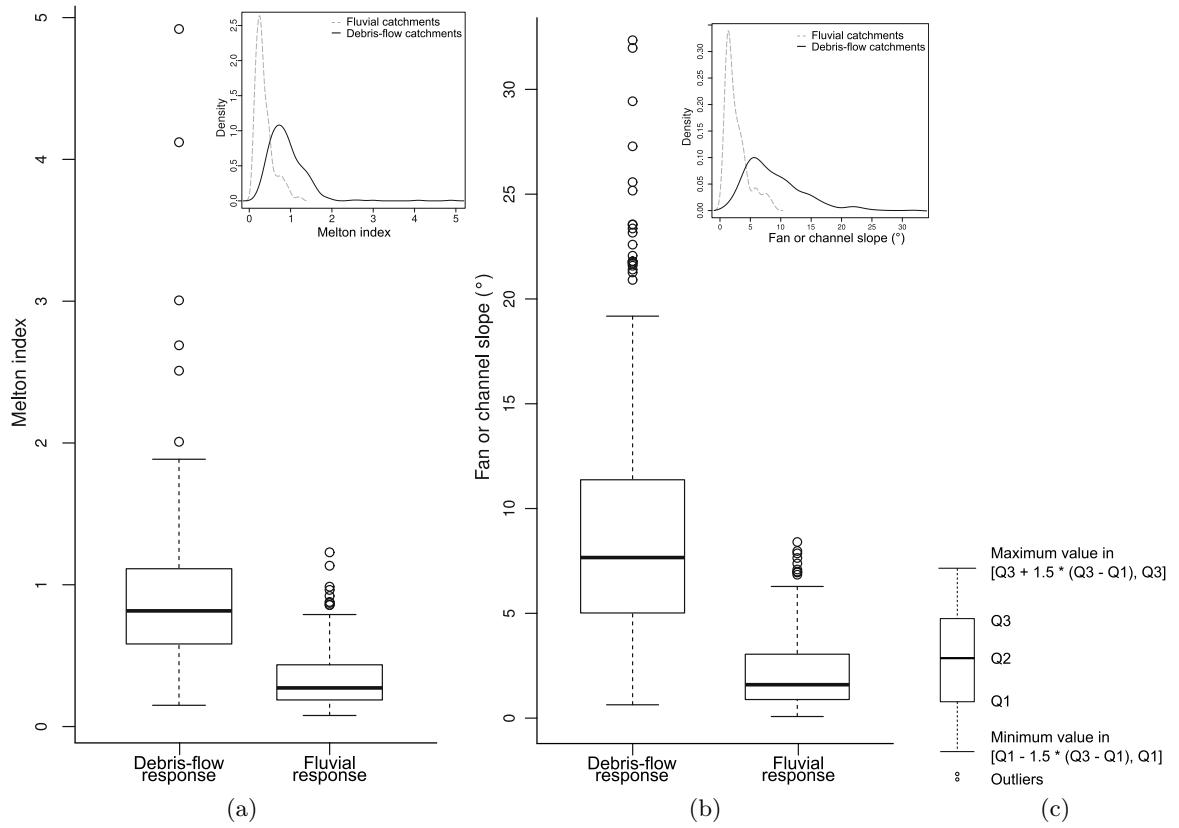 5
4
3
2
1
0
Melton index
Fluvial catchments
Debris-flow catchments
Density
2.5
2.0
1.5
1.0
0.5
0.0
0 1 2 3 4 5
Melton index
Debris-flow
response
Fluvial
response
(a)
30
25
20
15
10
5
0
Fan or channel slope (°)
Fluvial catchments
Debris-flow catchments
Density
0.30
0.25
0.20
0.15
0.10
0.05
0.00
0 5 10 15 20 25 30
Fan or channel slope (°)
Debris-flow
response
Fluvial
response
(b)
Maximum value in
[Q3 + 1.5 * (Q3 - Q1), Q3]
Q3
Q2
Q1
Minimum value in
[Q1 - 1.5 * (Q3 - Q1), Q1]
Outliers
(c)